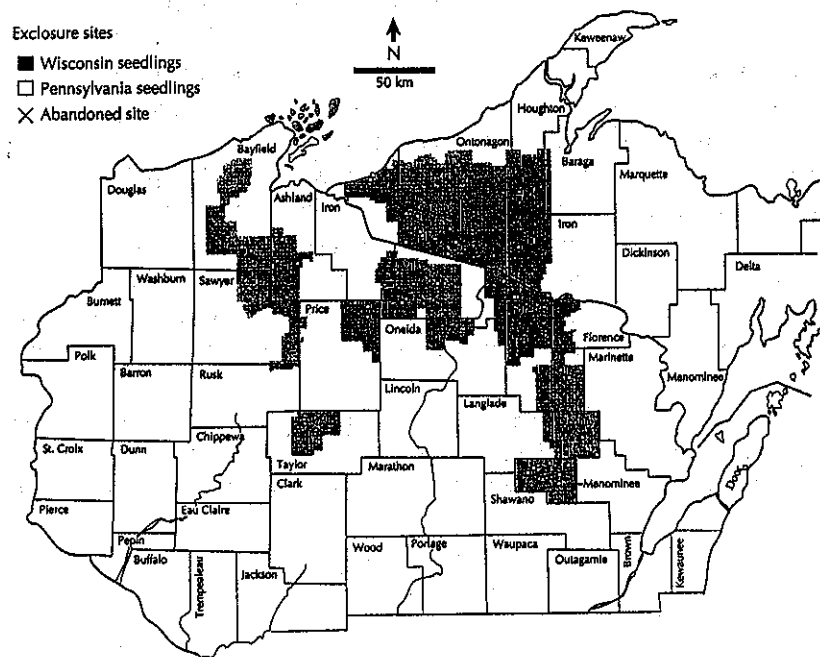 Exclosure sites
Wisconsin seedlings
Pennsylvania seedlings
Abandoned site
N
50 km
Keweenaw
Houghton
Ontonagon
Baraga
Marquette
Bayfield
Douglas
Ashland
Iron
Iron
Dickinson
Delta
Washburn
Sawyer
Burnett
Price
Oneida
Florence
Marinette
Menominee
Polk
Barron
Rusk
Lincoln
Langlade
Chippewa
St. Croix
Dunn
Taylor
Marathon
Clark
Menominee
Shawano
Door
Pierce
Eau Claire
Pepin
Buffalo
Trempealeau
Jackson
Wood
Portage
Waupaca
Outagamie
Brown
Kewaunee